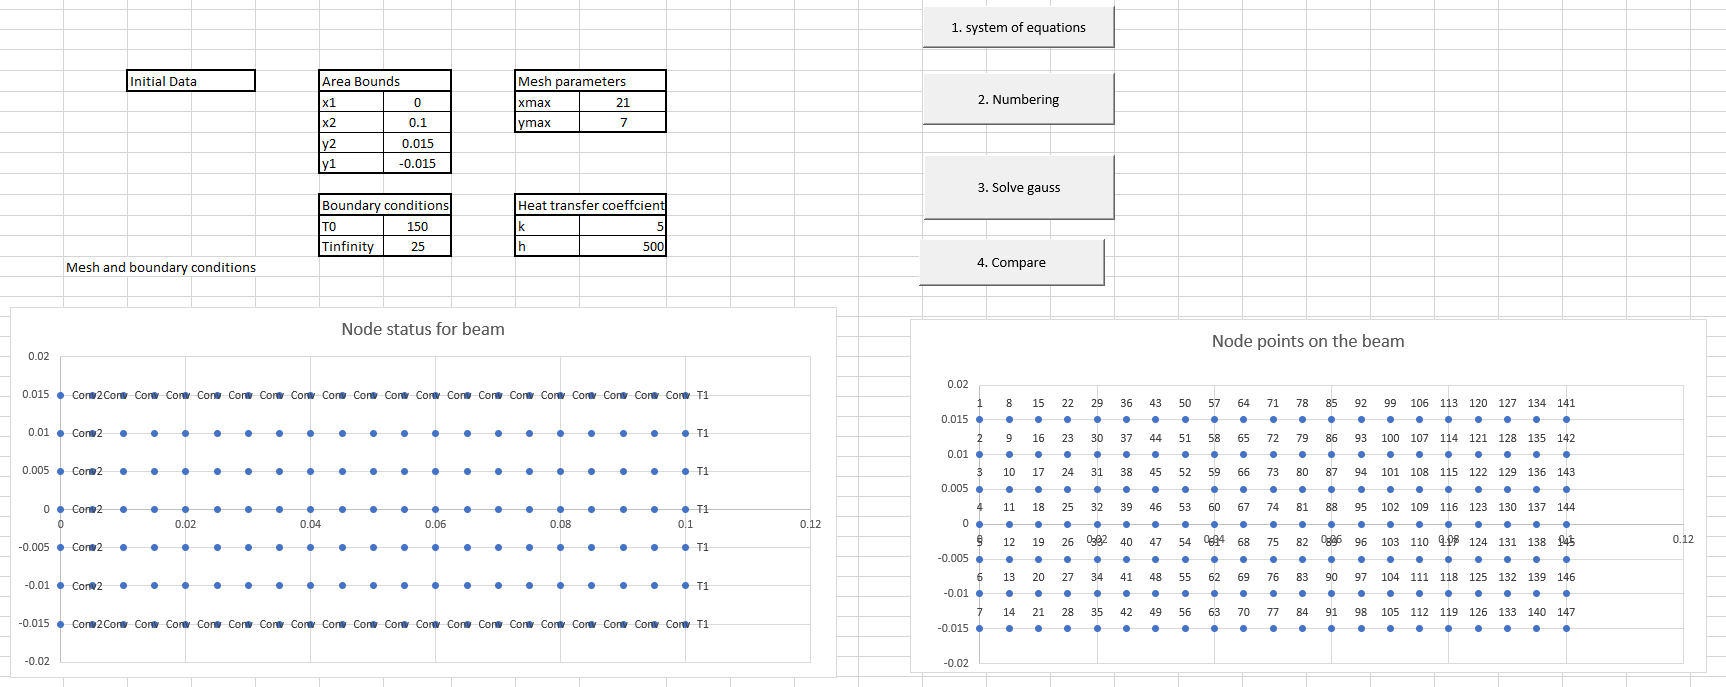 1. system of equations
Initial Data
Area Bounds
Mesh parameters
x1 0
xmax 21
x2 0.1
ymax 7
y2 0.015
y1 -0.015
2. Numbering
3. Solve gauss
Boundary conditions
Heat transfer coeffcient
T0 150
k 5
Tinfinity 25
h 500
4. Compare
Mesh and boundary conditions
Node status for beam
0.02
0.015 Conv2 Conv Conv Conv Conv Conv Conv Conv Conv Conv Conv Conv Conv Conv Conv Conv Conv Conv Conv Conv T1
0.01 Conv2 T1
0.005 Conv2 T1
0 Conv2 T1
0 0.02 0.04 0.06 0.08 0.1 0.12
-0.005 Conv2 T1
-0.01 Conv2 T1
-0.015 Conv2 Conv Conv Conv Conv Conv Conv Conv Conv Conv Conv Conv Conv Conv Conv Conv Conv Conv Conv Conv T1
-0.02
Node points on the beam
0.02
1 8 15 22 29 36 43 50 57 64 71 78 85 92 99 106 113 120 127 134 141
0.015
2 9 16 23 30 37 44 51 58 65 72 79 86 93 100 107 114 121 128 135 142
0.01
3 10 17 24 31 38 45 52 59 66 73 80 87 94 101 108 115 122 129 136 143
0.005
4 11 18 25 32 39 46 53 60 67 74 81 88 95 102 109 116 123 130 137 144
0
5 12 19 26 33 40 47 54 61 68 75 82 89 96 103 110 117 124 131 138 145
0 0.02 0.04 0.06 0.08 0.1 0.12
-0.005
6 13 20 27 34 41 48 55 62 69 76 83 90 97 104 111 118 125 132 139 146
-0.01
7 14 21 28 35 42 49 56 63 70 77 84 91 98 105 112 119 126 133 140 147
-0.015
-0.02